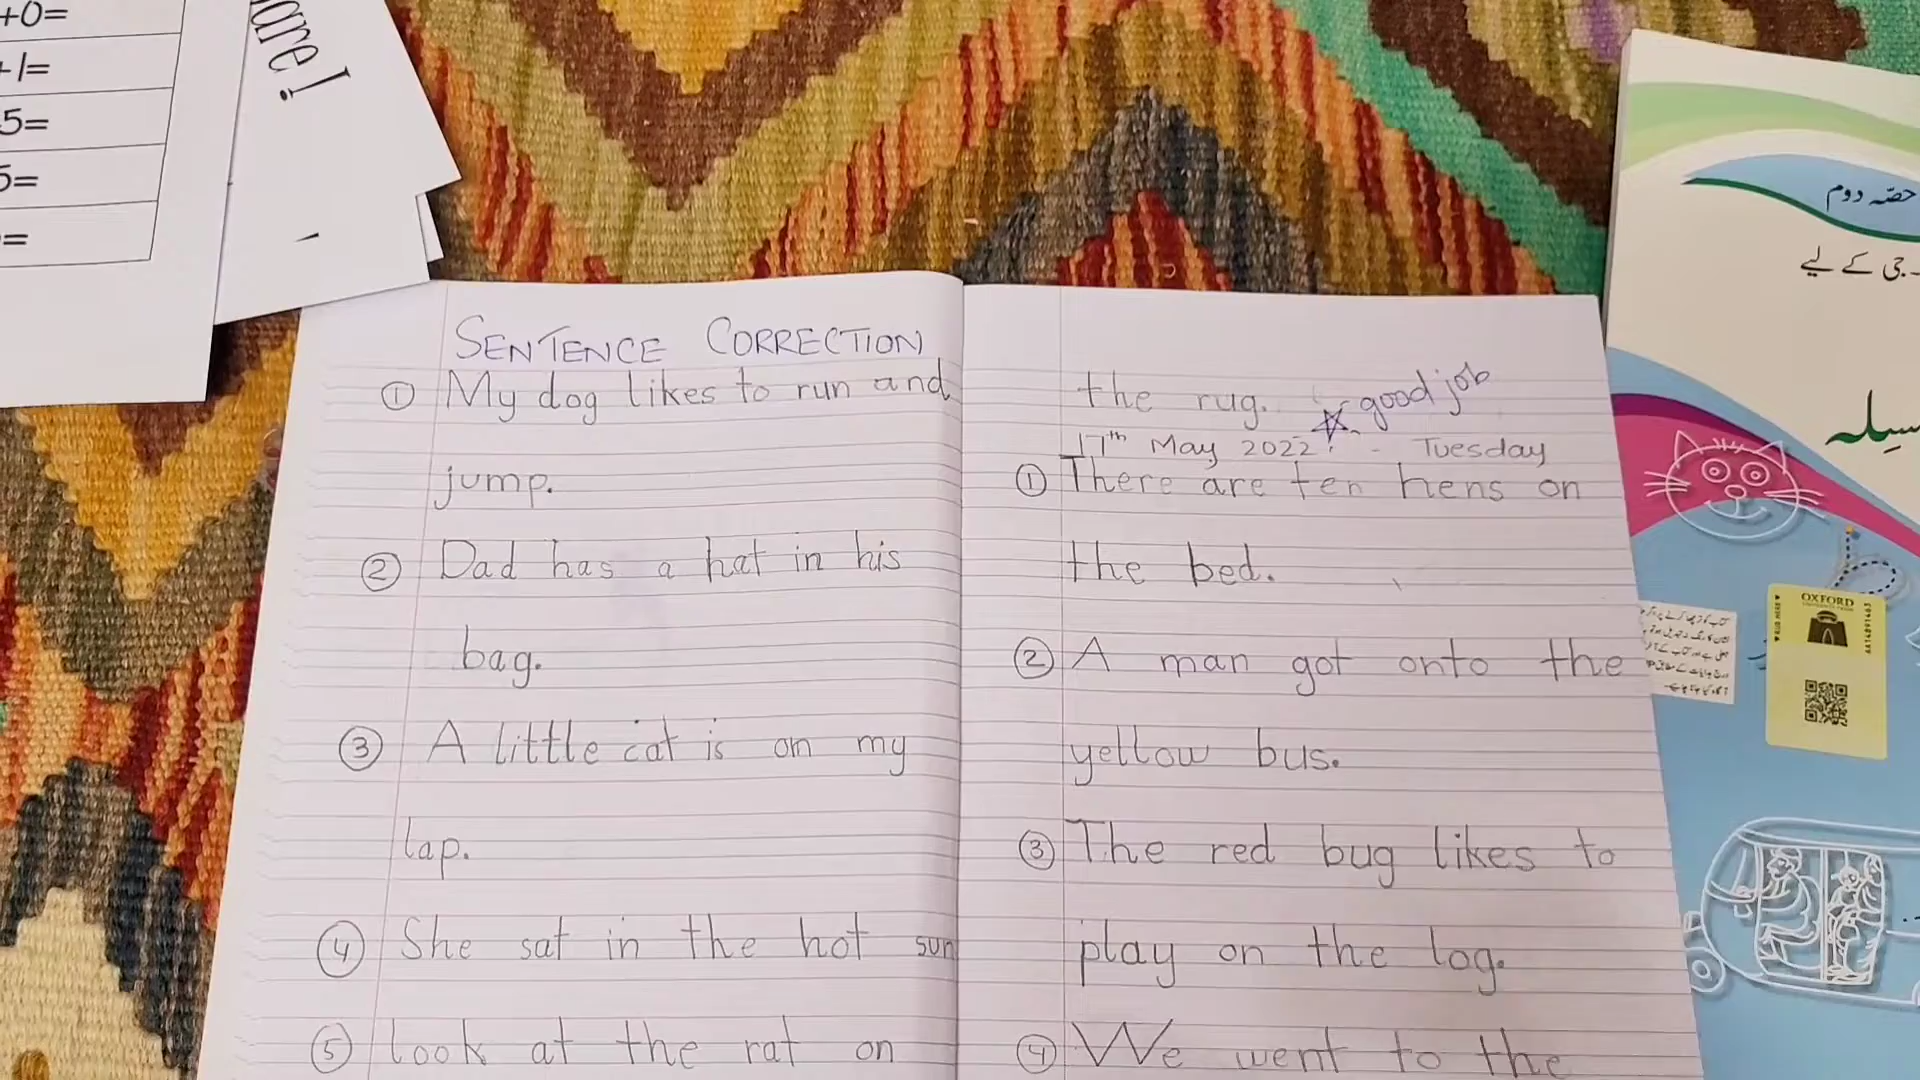 +0=
+1=
5=
5=
=
are!
SENTENCE CORRECTION
① My dog likes to run and
jump.
② Dad has a hat in his
bag.
③ A little cat is on my
lap.
④ She sat in the hot sun
⑤ look at the rat on
the rug. good job
17th May 2022 - Tuesday
① There are ten hens on
the bed.
② A man got onto the
yellow bus.
③ The red bug likes to
play on the log.
④ We went to the
حصّہ دوم
جی کے لیے
OXFORD